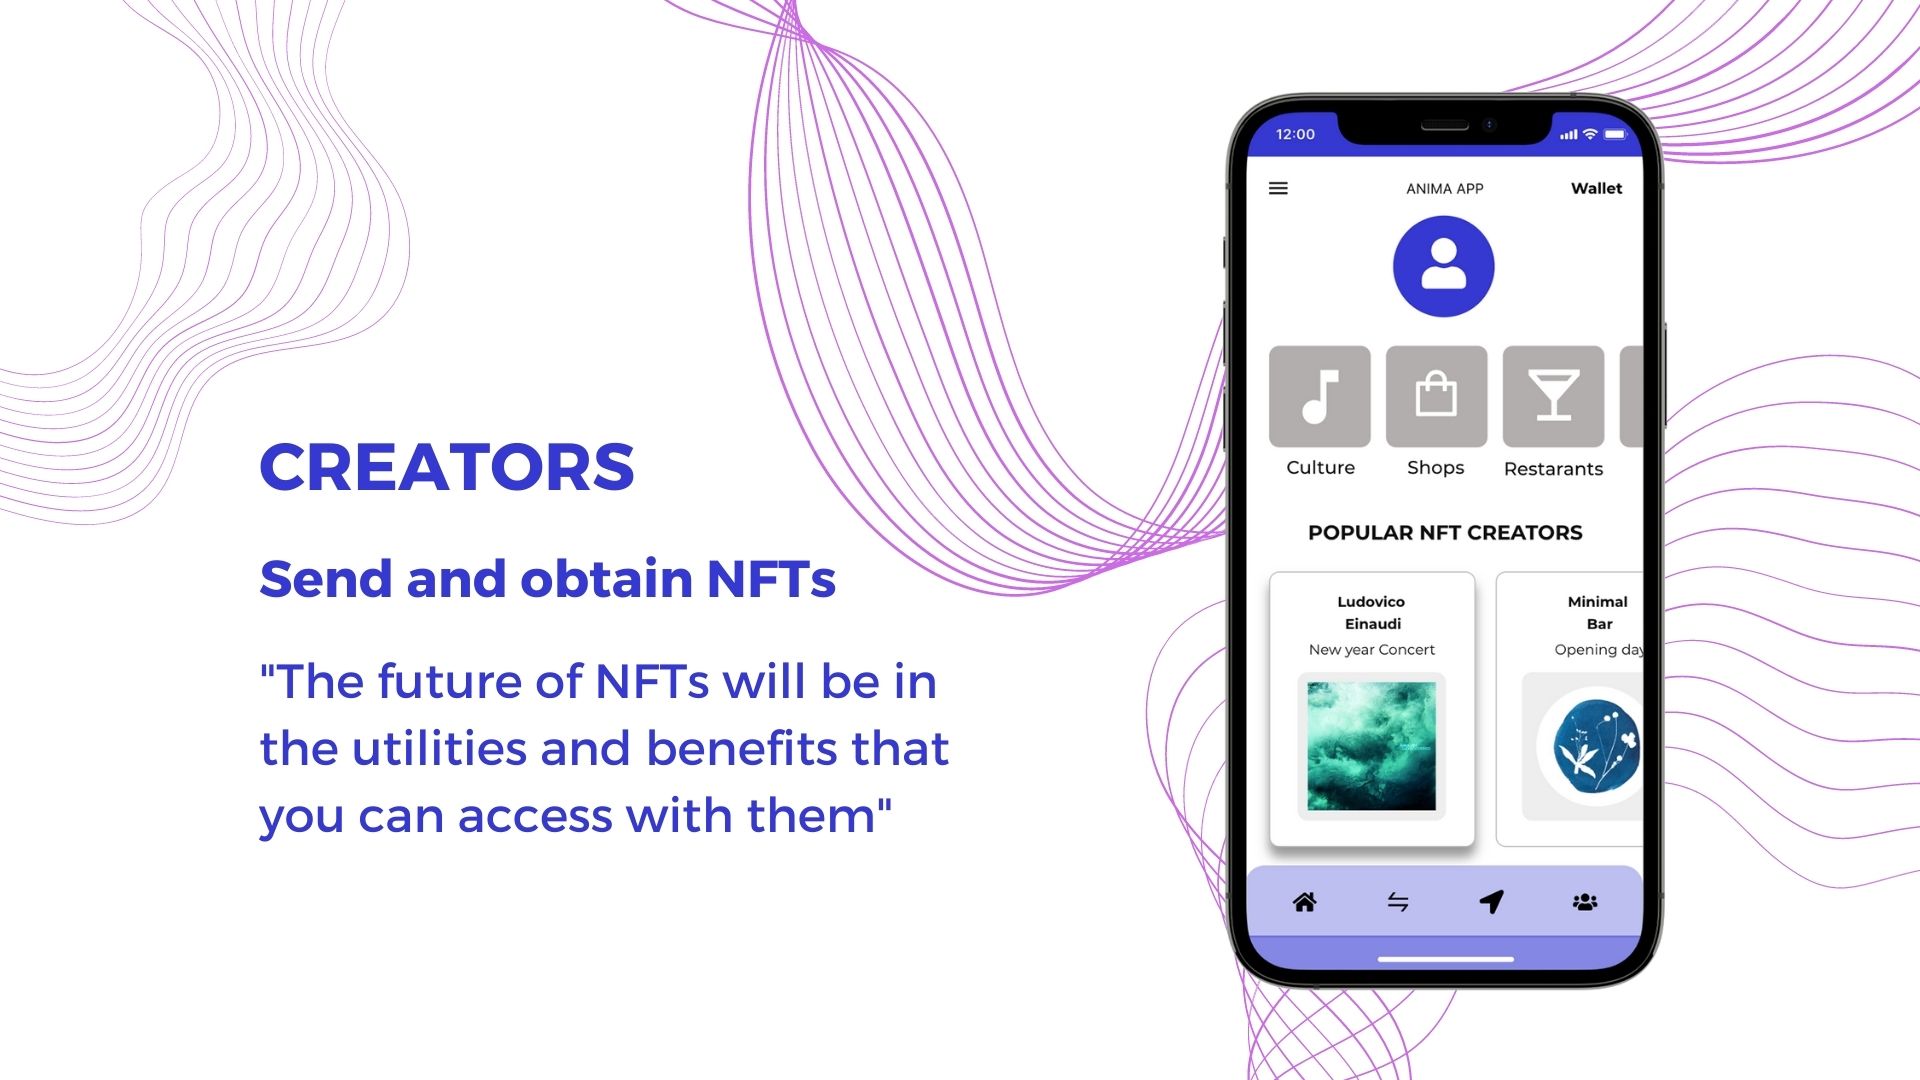 CREATORS
Send and obtain NFTs
"The future of NFTs will be in
the utilities and benefits that
you can access with them"
12:00
ANIMA APP
Wallet
Culture
Shops
Restarants
POPULAR NFT CREATORS
Ludovico
Einaudi
New year Concert
Minimal
Bar
Opening day